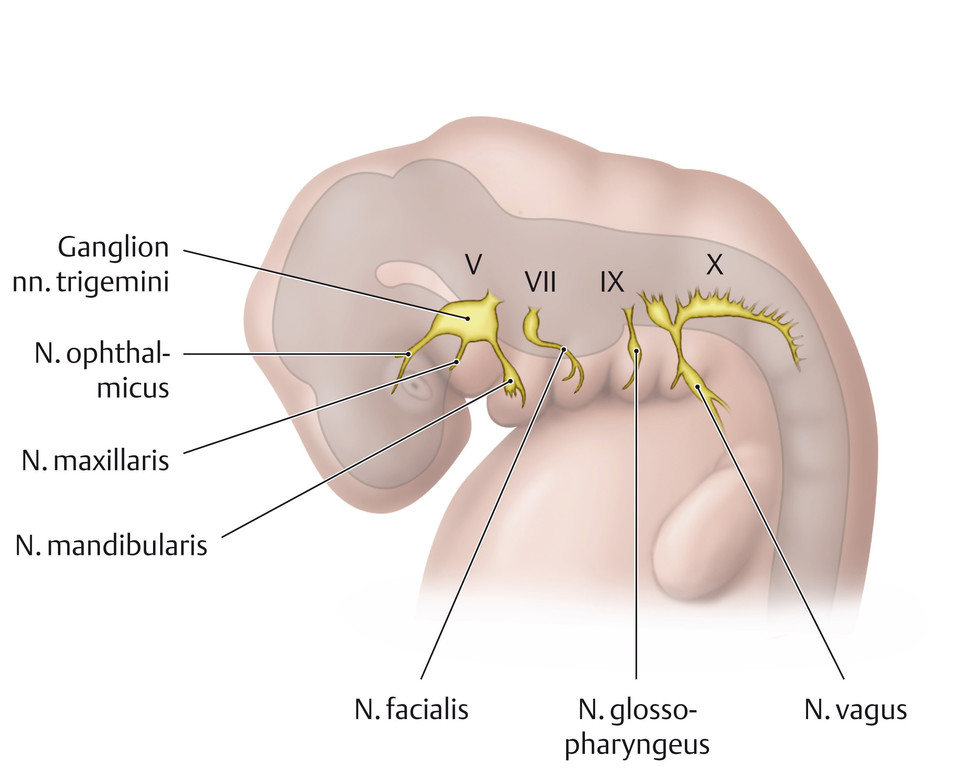 V
VII
IX
X
Ganglion
nn. trigemini
N. ophthal-
micus
N. maxillaris
N. mandibularis
N. facialis
N. glosso-
pharyngeus
N. vagus